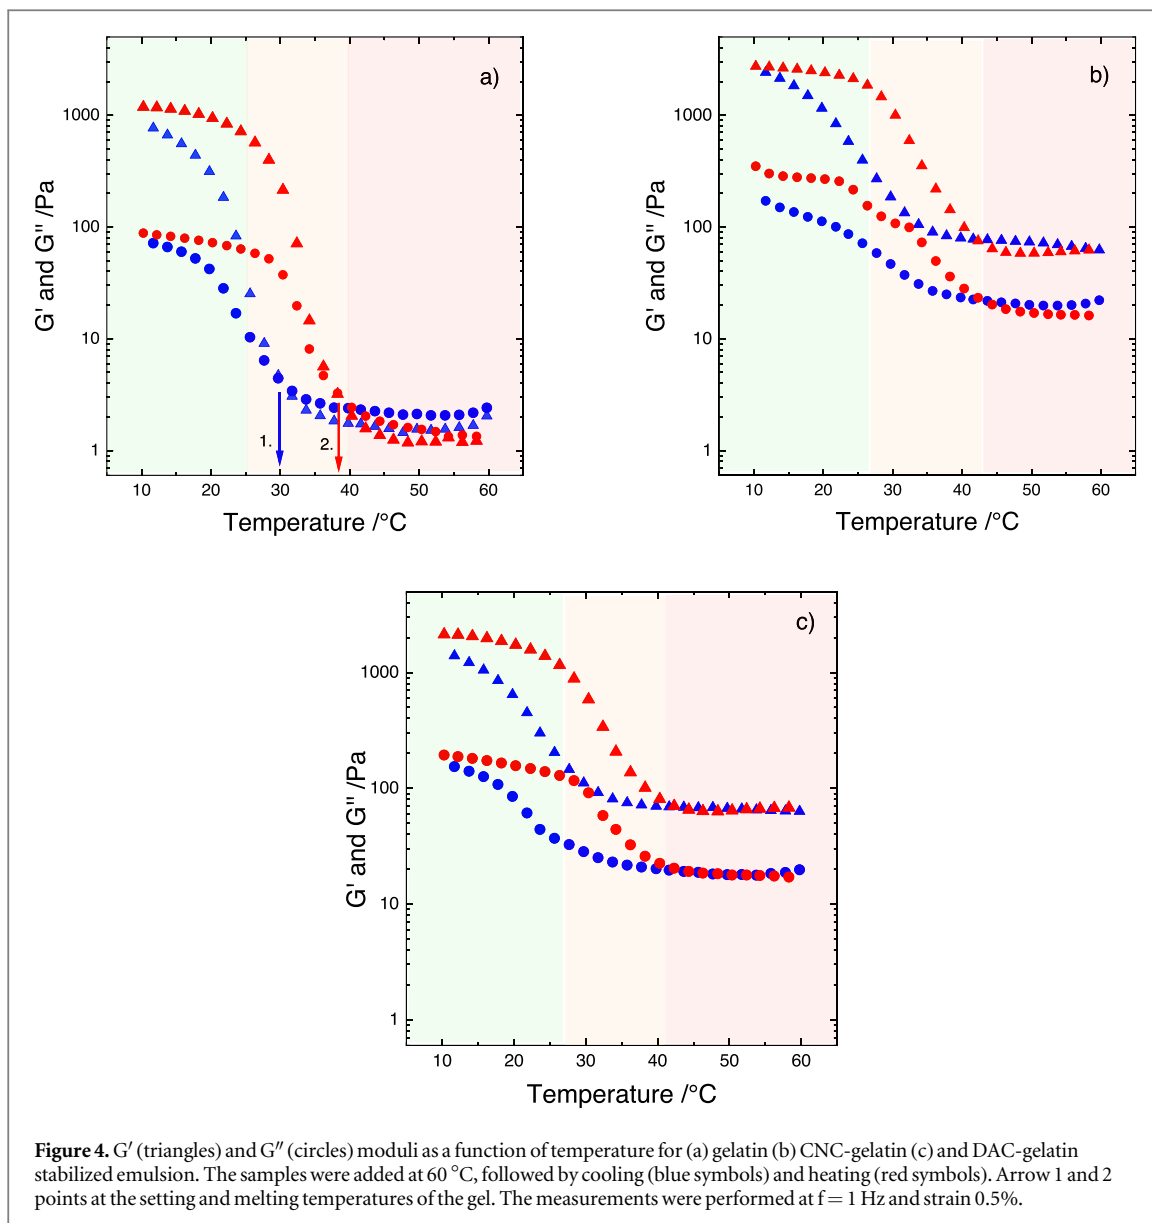 a)
1000
100
10
1
G' and G'' /Pa
1.
2.
10 20 30 40 50 60
Temperature /°C
b)
1000
100
10
1
G' and G'' /Pa
10 20 30 40 50 60
Temperature /°C
c)
1000
100
10
1
G' and G'' /Pa
10 20 30 40 50 60
Temperature /°C
Figure 4. G′ (triangles) and G″ (circles) moduli as a function of temperature for (a) gelatin (b) CNC-gelatin (c) and DAC-gelatin
stabilized emulsion. The samples were added at 60 °C, followed by cooling (blue symbols) and heating (red symbols). Arrow 1 and 2
points at the setting and melting temperatures of the gel. The measurements were performed at f = 1 Hz and strain 0.5%.